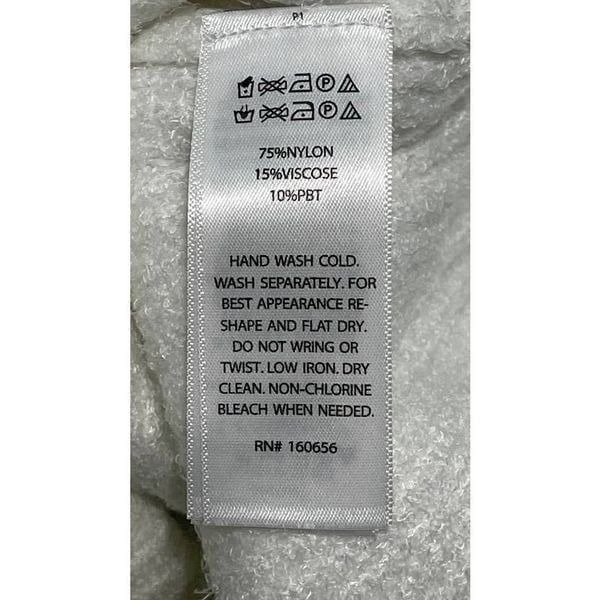 P1
P P
75%NYLON
15%VISCOSE
10%PBT
HAND WASH COLD.
WASH SEPARATELY. FOR
BEST APPEARANCE RE-
SHAPE AND FLAT DRY.
DO NOT WRING OR
TWIST. LOW IRON. DRY
CLEAN. NON-CHLORINE
BLEACH WHEN NEEDED.
RN# 160656